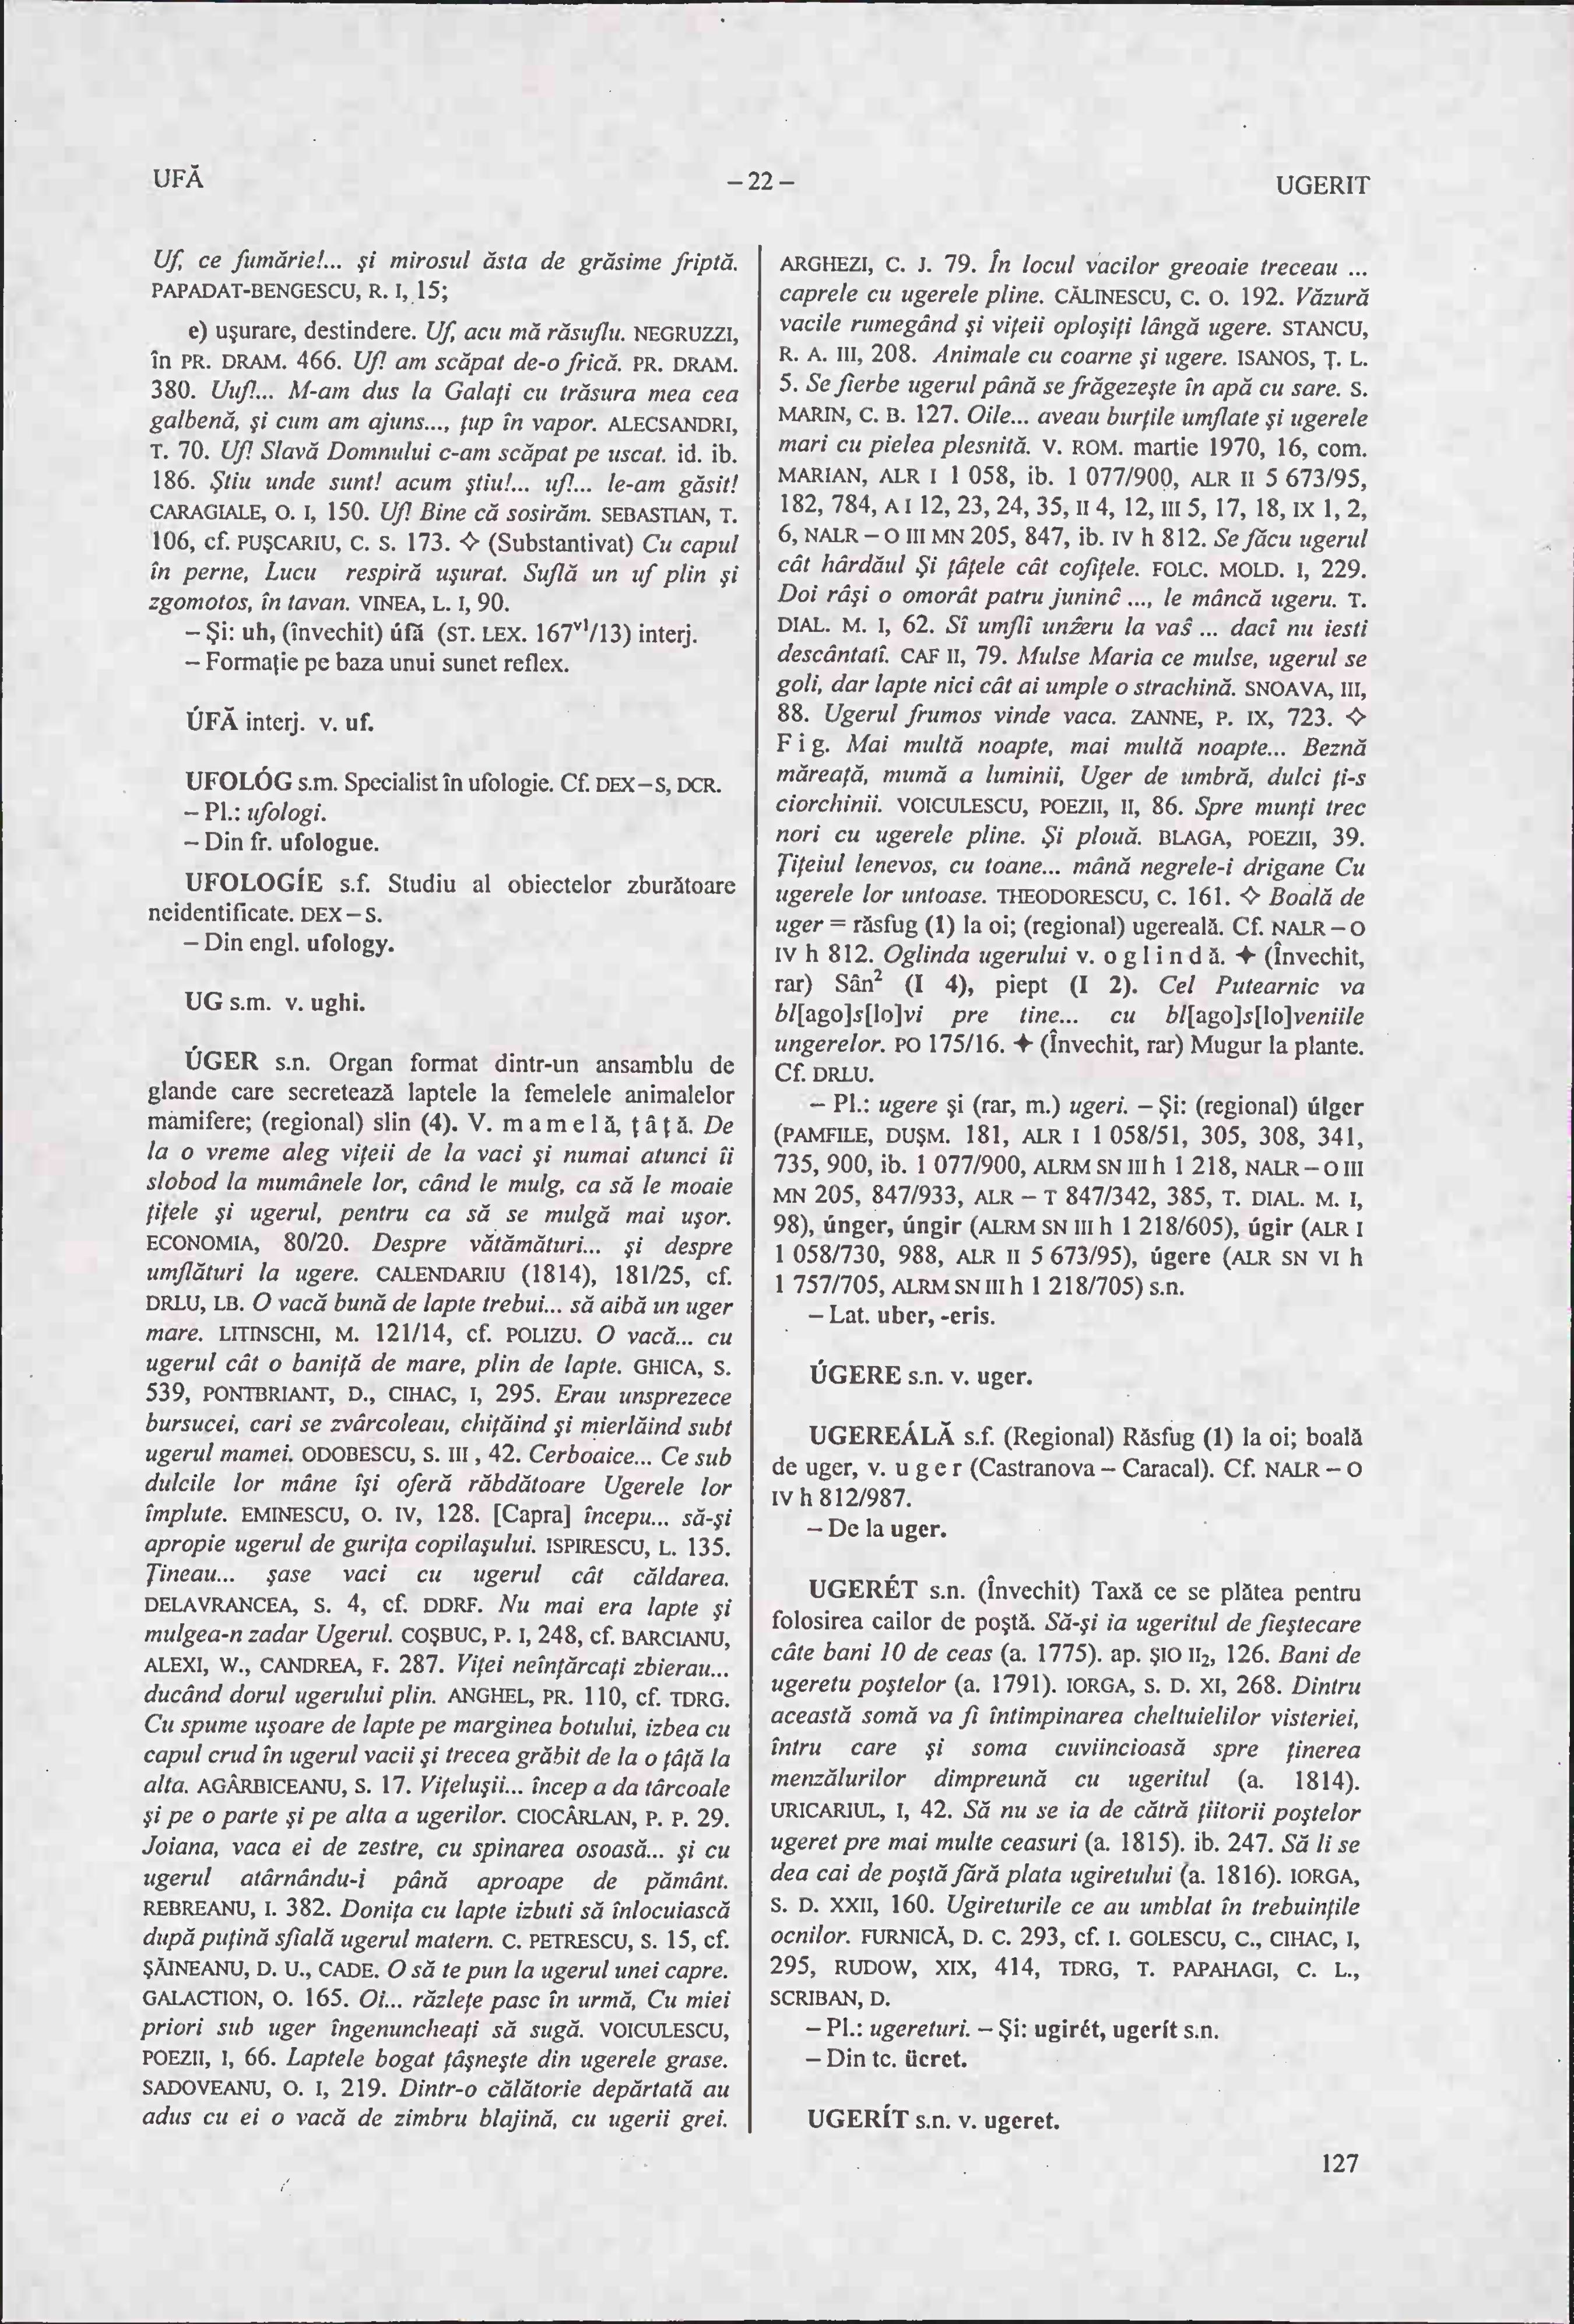 UFĂ
– 22 –
UGERIT
Uf, ce fumărie!... şi mirosul ăsta de grăsime friptă.
PAPADAT-BENGESCU, R. I, 15;
e) uşurare, destindere. Uf, acu mă răsuflu. NEGRUZZI,
în PR. DRAM. 466. Uf! am scăpat de-o frică. PR. DRAM.
380. Uuf!... M-am dus la Galaţi cu trăsura mea cea
galbenă, şi cum am ajuns..., ţup în vapor. ALECSANDRI,
T. 70. Uf! Slavă Domnului c-am scăpat pe uscat. id. ib.
186. Ştiu unde sunt! acum ştiu!... uf!... le-am găsit!
CARAGIALE, O. I, 150. Uf! Bine că sosirăm. SEBASTIAN, T.
106, cf. PUŞCARIU, C. S. 173. ◇ (Substantivat) Cu capul
în perne, Lucu respiră uşurat. Suflă un uf plin şi
zgomotos, în tavan. VINEA, L. I, 90.
– Şi: uh, (învechit) úfă (ST. LEX. 167ᵛ¹/13) interj.
– Formaţie pe baza unui sunet reflex.
ÚFĂ interj. v. uf.
UFOLÓG s.m. Specialist în ufologie. Cf. DEX – S, DCR.
– Pl.: ufologi.
– Din fr. ufologue.
UFOLOGÍE s.f. Studiu al obiectelor zburătoare
neidentificate. DEX – S.
– Din engl. ufology.
UG s.m. v. ughi.
ÚGER s.n. Organ format dintr-un ansamblu de
glande care secretează laptele la femelele animalelor
mamifere; (regional) slin (4). V. m a m e l ă, ţ â ţ ă. De
la o vreme aleg viţeii de la vaci şi numai atunci îi
slobod la mumânele lor, când le mulg, ca să le moaie
ţiţele şi ugerul, pentru ca să se mulgă mai uşor.
ECONOMIA, 80/20. Despre vătămături... şi despre
umflături la ugere. CALENDARIU (1814), 181/25, cf.
DRLU, LB. O vacă bună de lapte trebui... să aibă un uger
mare. LITINSCHI, M. 121/14, cf. POLIZU. O vacă... cu
ugerul cât o baniţă de mare, plin de lapte. GHICA, S.
539, PONTBRIANT, D., CIHAC, I, 295. Erau unsprezece
bursucei, cari se zvârcoleau, chiţăind şi mierlăind subt
ugerul mamei. ODOBESCU, S. III , 42. Cerboaice... Ce sub
dulcile lor mâne îşi oferă răbdătoare Ugerele lor
împlute. EMINESCU, O. IV, 128. [Capra] începu... să-şi
apropie ugerul de guriţa copilaşului. ISPIRESCU, L. 135.
Ţineau... şase vaci cu ugerul cât căldarea.
DELAVRANCEA, S. 4, cf. DDRF. Nu mai era lapte şi
mulgea-n zadar Ugerul. COŞBUC, P. I, 248, cf. BARCIANU,
ALEXI, W., CANDREA, F. 287. Viţei neînţărcaţi zbierau...
ducând dorul ugerului plin. ANGHEL, PR. 110, cf. TDRG.
Cu spume uşoare de lapte pe marginea botului, izbea cu
capul crud în ugerul vacii şi trecea grăbit de la o ţâţă la
alta. AGÂRBICEANU, S. 17. Viţeluşii... încep a da târcoale
şi pe o parte şi pe alta a ugerilor. CIOCÂRLAN, P. P. 29.
Joiana, vaca ei de zestre, cu spinarea osoasă... şi cu
ugerul atârnându-i până aproape de pământ.
REBREANU, I. 382. Doniţa cu lapte izbuti să înlocuiască
după puţină sfială ugerul matern. C. PETRESCU, S. 15, cf.
ŞĂINEANU, D. U., CADE. O să te pun la ugerul unei capre.
GALACTION, O. 165. Oi... răzleţe pasc în urmă, Cu miei
priori sub uger îngenuncheaţi să sugă. VOICULESCU,
POEZII, I, 66. Laptele bogat ţâşneşte din ugerele grase.
SADOVEANU, O. I, 219. Dintr-o călătorie depărtată au
adus cu ei o vacă de zimbru blajină, cu ugerii grei.
ARGHEZI, C. J. 79. În locul vacilor greoaie treceau ...
caprele cu ugerele pline. CĂLINESCU, C. O. 192. Văzură
vacile rumegând şi viţeii oploşiţi lângă ugere. STANCU,
R. A. III, 208. Animale cu coarne şi ugere. ISANOS, Ţ. L.
5. Se fierbe ugerul până se frăgezeşte în apă cu sare. S.
MARIN, C. B. 127. Oile... aveau burţile umflate şi ugerele
mari cu pielea plesnită. V. ROM. martie 1970, 16, com.
MARIAN, ALR I 1 058, ib. 1 077/900, ALR II 5 673/95,
182, 784, A I 12, 23, 24, 35, II 4, 12, III 5, 17, 18, IX 1, 2,
6, NALR – O III MN 205, 847, ib. IV h 812. Se făcu ugerul
cât hârdăul Şi ţâţele cât cofiţele. FOLC. MOLD. I, 229.
Doi râşi o omorât patru juninĉ ..., le mâncă ugeru. T.
DIAL. M. I, 62. Sî umflî unẑeru la vaŝ ... dacî nu iesti
descântatî. CAF II, 79. Mulse Maria ce mulse, ugerul se
goli, dar lapte nici cât ai umple o strachină. SNOAVA, III,
88. Ugerul frumos vinde vaca. ZANNE, P. IX, 723. ◇
F i g. Mai multă noapte, mai multă noapte... Beznă
măreaţă, mumă a luminii, Uger de umbră, dulci ţi-s
ciorchinii. VOICULESCU, POEZII, II, 86. Spre munţi trec
nori cu ugerele pline. Şi plouă. BLAGA, POEZII, 39.
Ţiţeiul lenevos, cu toane... mână negrele-i drigane Cu
ugerele lor untoase. THEODORESCU, C. 161. ◇ Boală de
uger = răsfug (1) la oi; (regional) ugereală. Cf. NALR – O
IV h 812. Oglinda ugerului v. o g l i n d ă. ✦ (Învechit,
rar) Sân² (I 4), piept (I 2). Cel Putearnic va
bl[ago]s[lo]vi pre tine... cu bl[ago]s[lo]veniile
ungerelor. PO 175/16. ✦ (Învechit, rar) Mugur la plante.
Cf. DRLU.
– Pl.: ugere şi (rar, m.) ugeri. – Şi: (regional) úlger
(PAMFILE, DUŞM. 181, ALR I 1 058/51, 305, 308, 341,
735, 900, ib. 1 077/900, ALRM SN III h 1 218, NALR – O III
MN 205, 847/933, ALR – T 847/342, 385, T. DIAL. M. I,
98), únger, úngir (ALRM SN III h 1 218/605), úgir (ALR I
1 058/730, 988, ALR II 5 673/95), úgere (ALR SN VI h
1 757/705, ALRM SN III h 1 218/705) s.n.
– Lat. uber, -eris.
ÚGERE s.n. v. uger.
UGEREÁLĂ s.f. (Regional) Răsfug (1) la oi; boală
de uger, v. u g e r (Castranova – Caracal). Cf. NALR – O
IV h 812/987.
– De la uger.
UGERÉT s.n. (Învechit) Taxă ce se plătea pentru
folosirea cailor de poştă. Să-şi ia ugeritul de fieştecare
câte bani 10 de ceas (a. 1775). ap. ŞIO II₂, 126. Bani de
ugeretu poştelor (a. 1791). IORGA, S. D. XI, 268. Dintru
această somă va fi întimpinarea cheltuielilor visteriei,
întru care şi soma cuviincioasă spre ţinerea
menzălurilor dimpreună cu ugeritul (a. 1814).
URICARIUL, I, 42. Să nu se ia de cătră ţiitorii poştelor
ugeret pre mai multe ceasuri (a. 1815). ib. 247. Să li se
dea cai de poştă fără plata ugiretului (a. 1816). IORGA,
S. D. XXII, 160. Ugireturile ce au umblat în trebuinţile
ocnilor. FURNICĂ, D. C. 293, cf. I. GOLESCU, C., CIHAC, I,
295, RUDOW, XIX, 414, TDRG, T. PAPAHAGI, C. L.,
SCRIBAN, D.
– Pl.: ugereturi. – Şi: ugirét, ugerít s.n.
– Din tc. ücret.
UGERÍT s.n. v. ugeret.
127